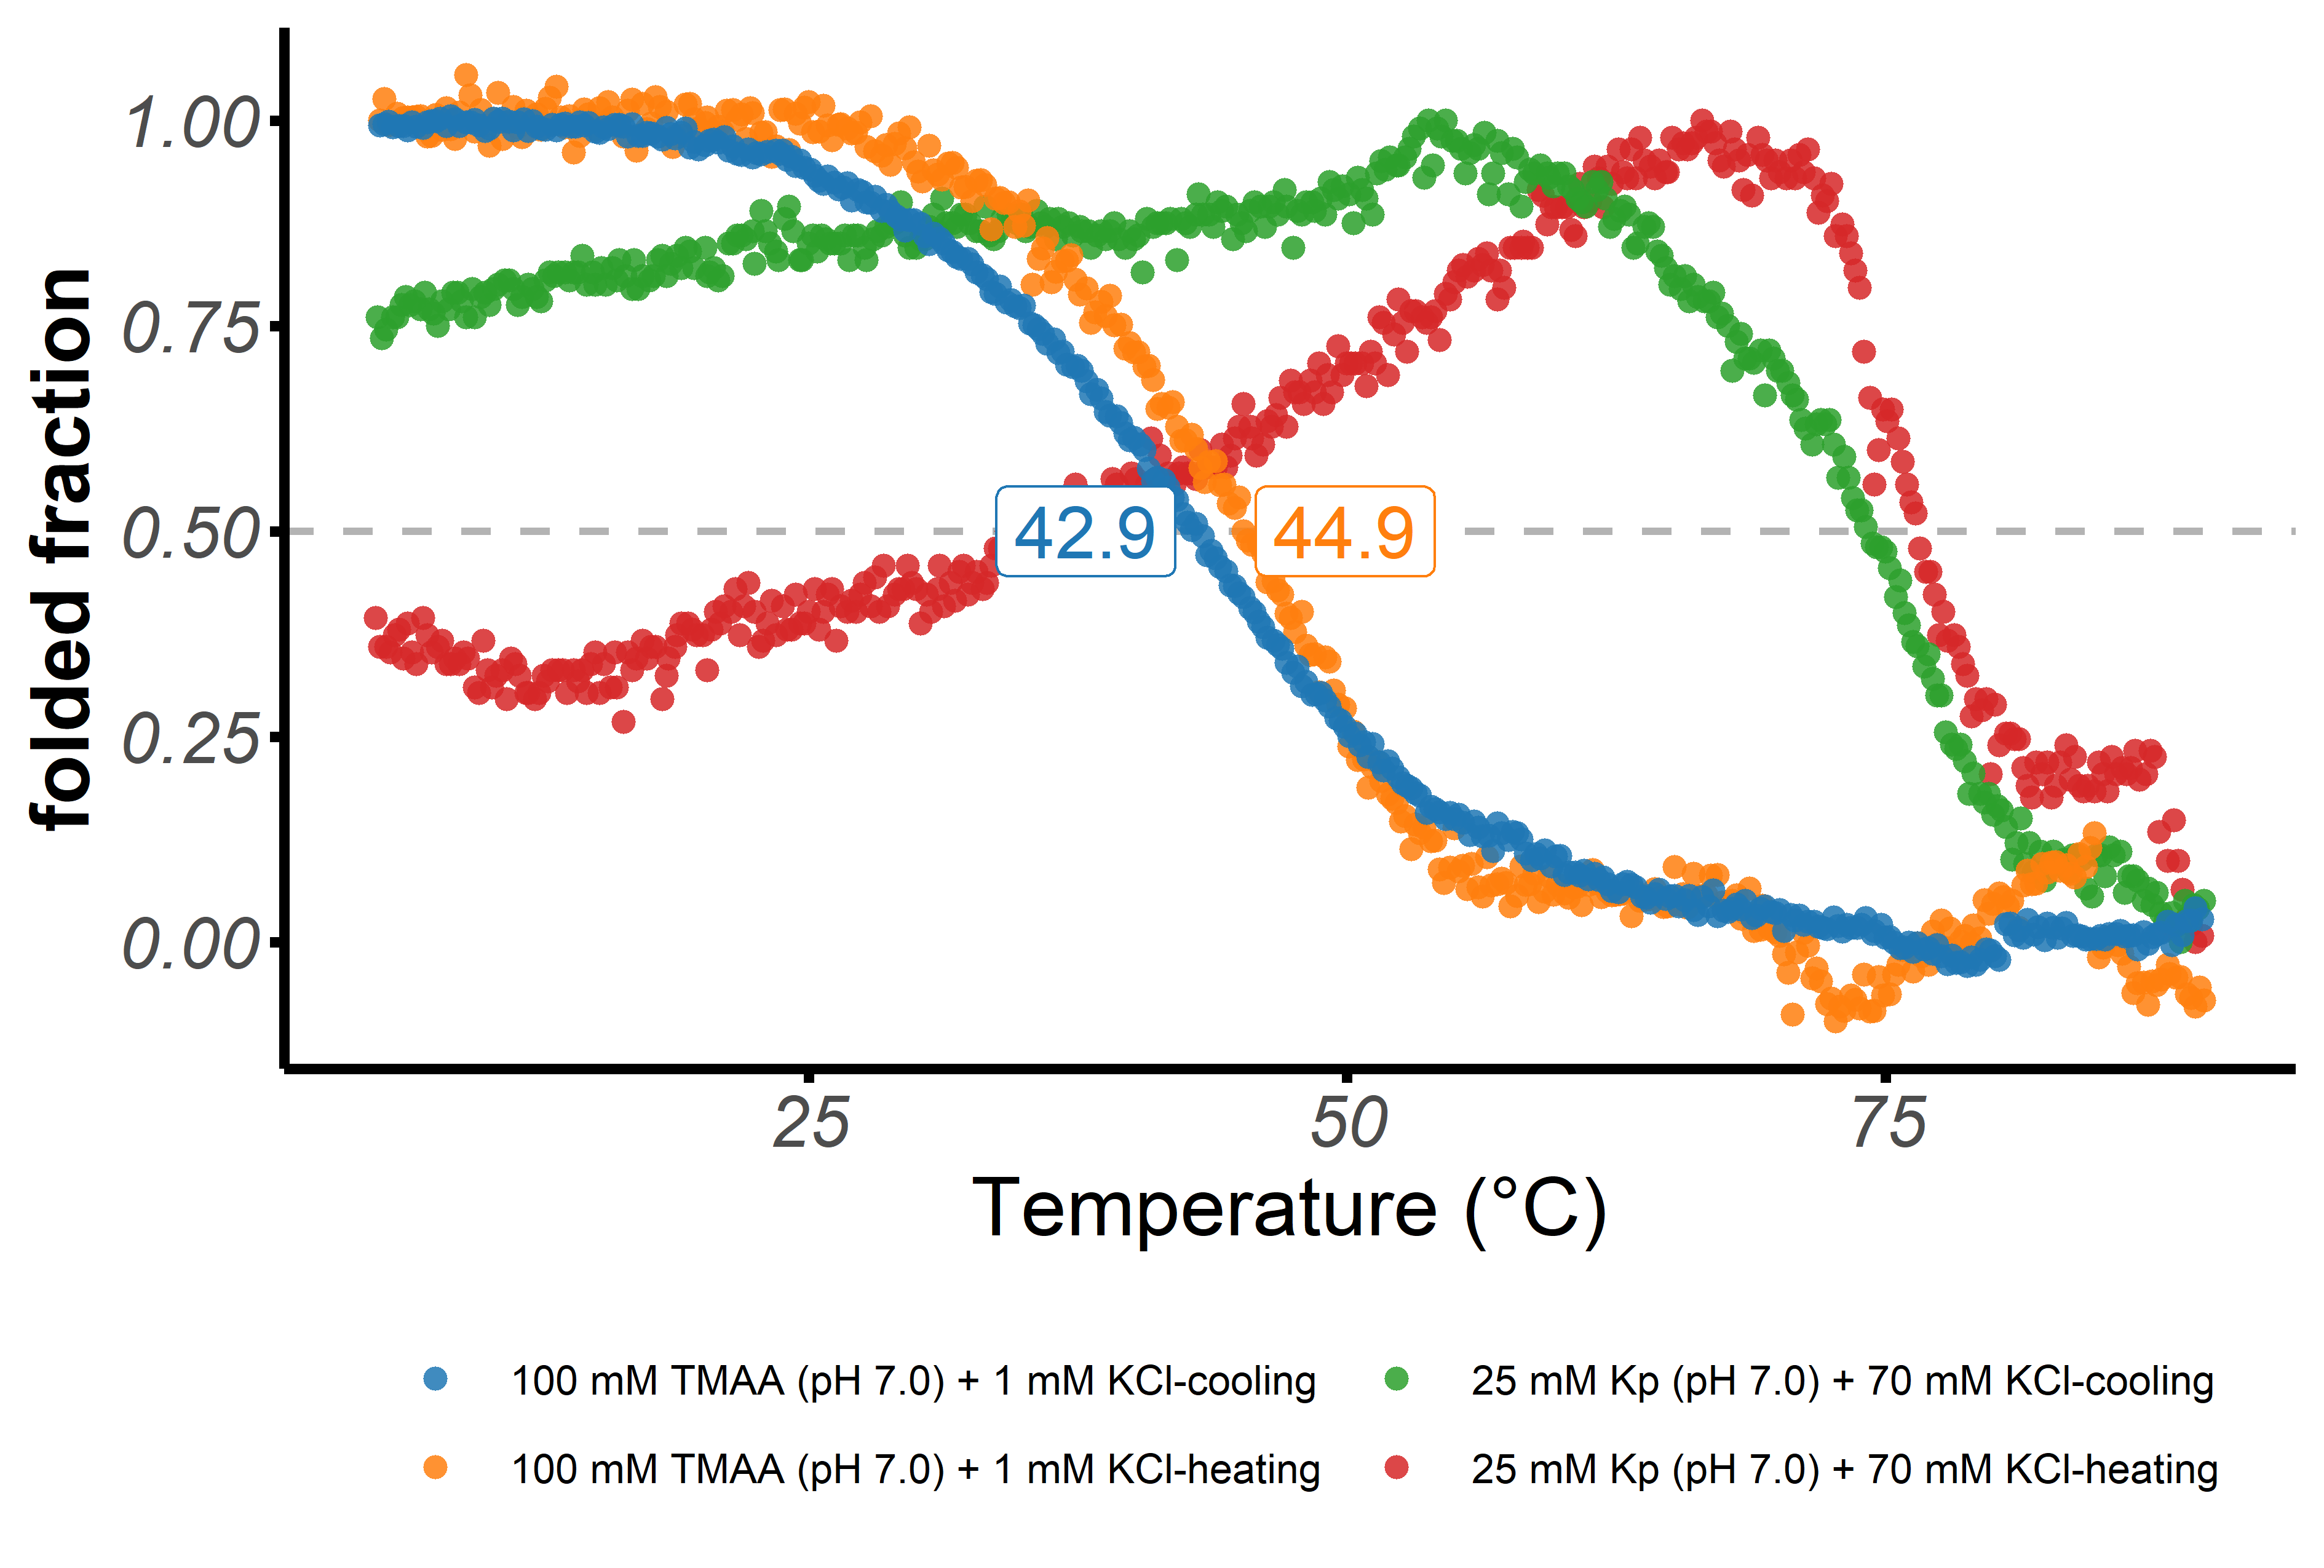 folded fraction
1.00
0.75
0.50
0.25
0.00
42.9
44.9
25
50
75
Temperature (°C)
100 mM TMAA (pH 7.0) + 1 mM KCl-cooling
100 mM TMAA (pH 7.0) + 1 mM KCl-heating
25 mM Kp (pH 7.0) + 70 mM KCl-cooling
25 mM Kp (pH 7.0) + 70 mM KCl-heating